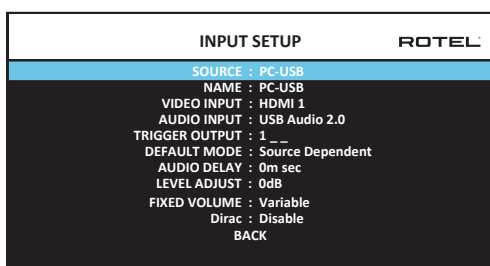 INPUT SETUP ROTEL
SOURCE : PC-USB
NAME : PC-USB
VIDEO INPUT : HDMI 1
AUDIO INPUT : USB Audio 2.0
TRIGGER OUTPUT : 1 _ _
DEFAULT MODE : Source Dependent
AUDIO DELAY : 0m sec
LEVEL ADJUST : 0dB
FIXED VOLUME : Variable
Dirac : Disable
BACK